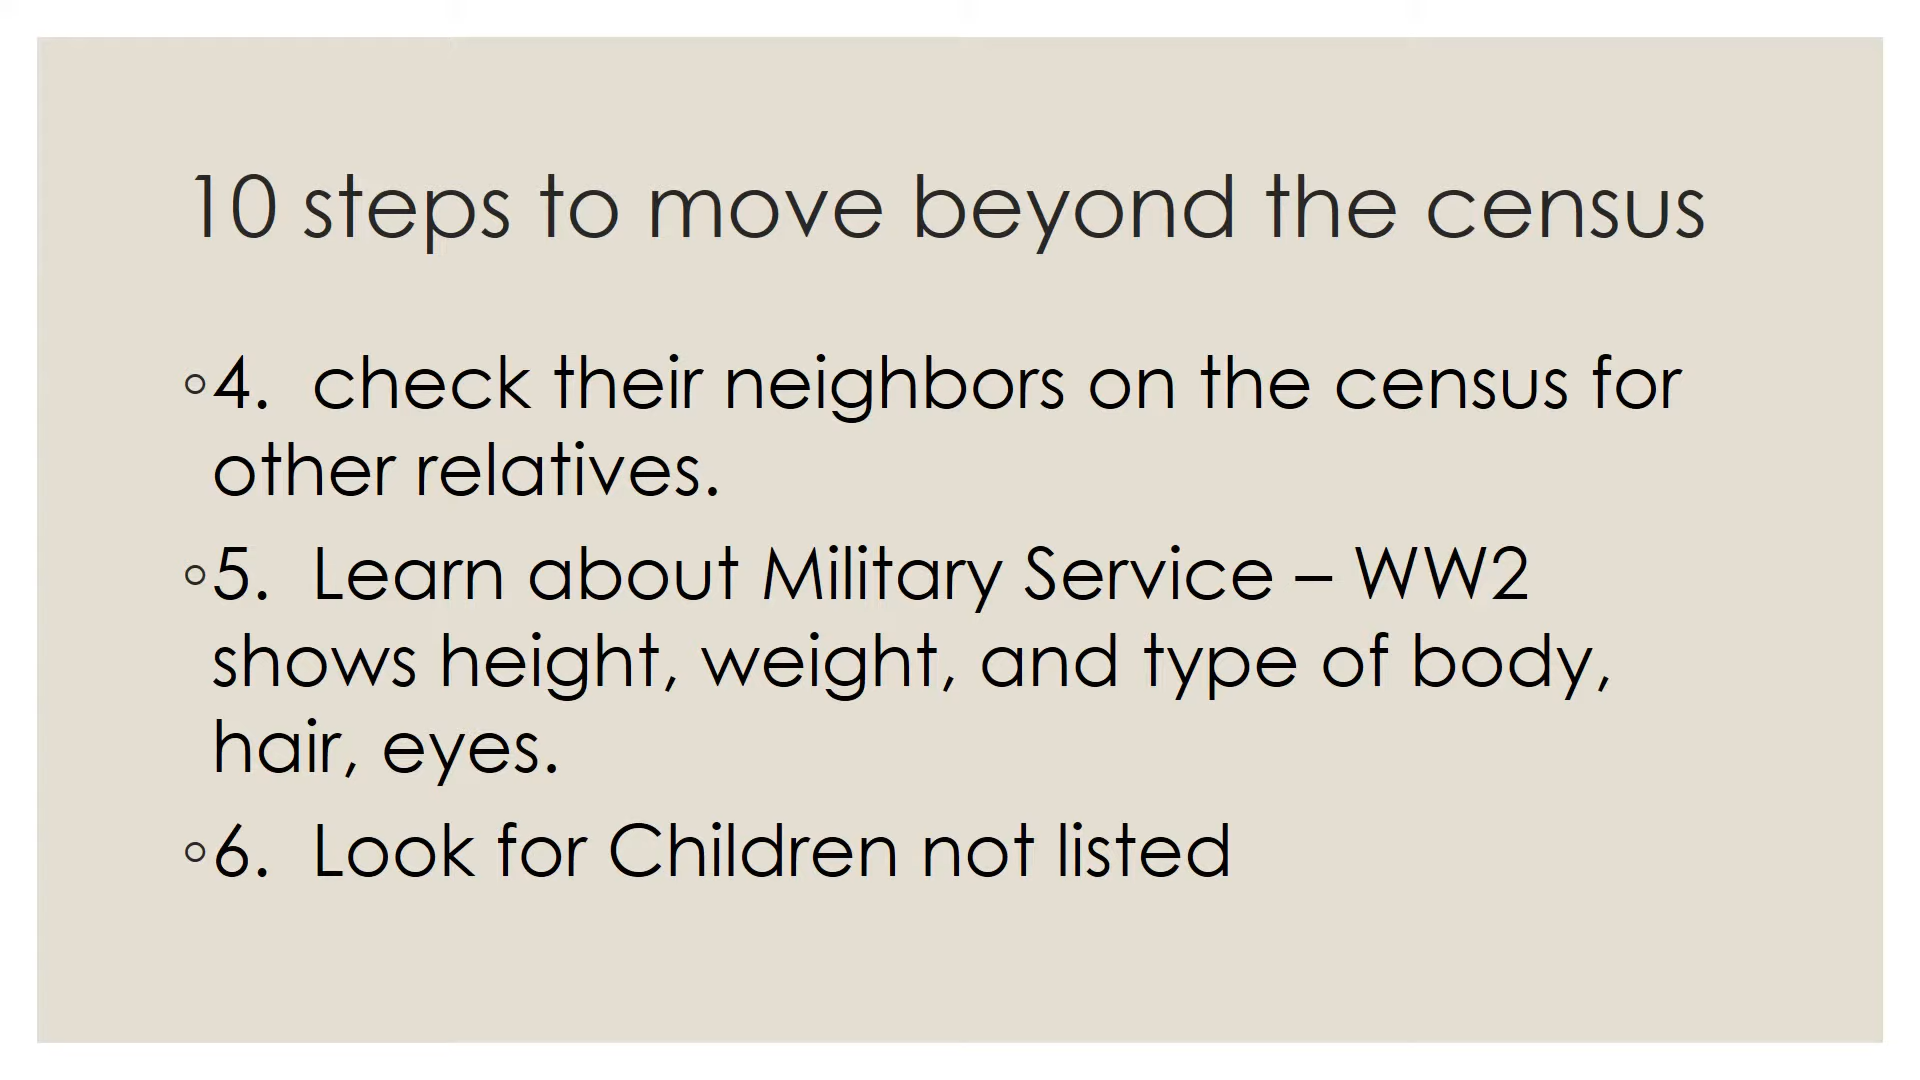 10 steps to move beyond the census
◦4.  check their neighbors on the census for
other relatives.
◦5.  Learn about Military Service – WW2
shows height, weight, and type of body,
hair, eyes.
◦6.  Look for Children not listed